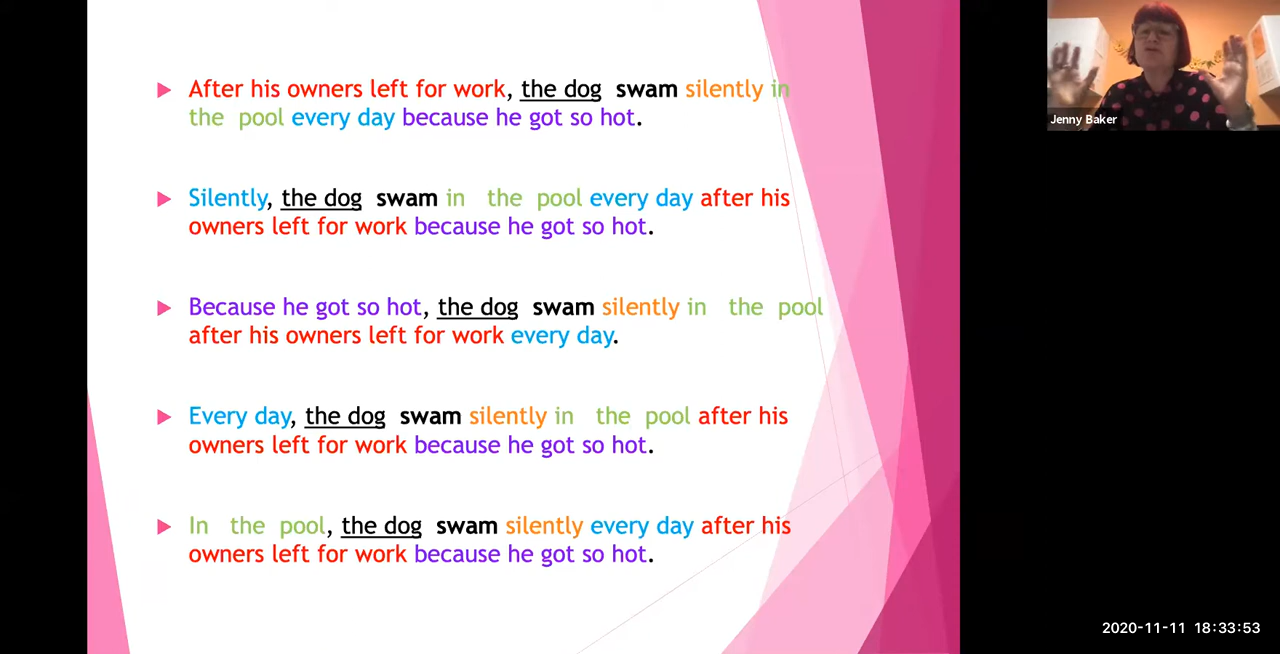 After his owners left for work, the dog swam silently in
the pool every day because he got so hot.
Silently, the dog swam in the pool every day after his
owners left for work because he got so hot.
Because he got so hot, the dog swam silently in the pool
after his owners left for work every day.
Every day, the dog swam silently in the pool after his
owners left for work because he got so hot.
In the pool, the dog swam silently every day after his
owners left for work because he got so hot.
Jenny Baker
2020-11-11 18:33:53